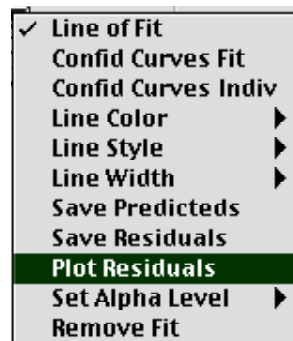 ✓ Line of Fit
Confid Curves Fit
Confid Curves Indiv
Line Color
Line Style
Line Width
Save Predicteds
Save Residuals
Plot Residuals
Set Alpha Level
Remove Fit